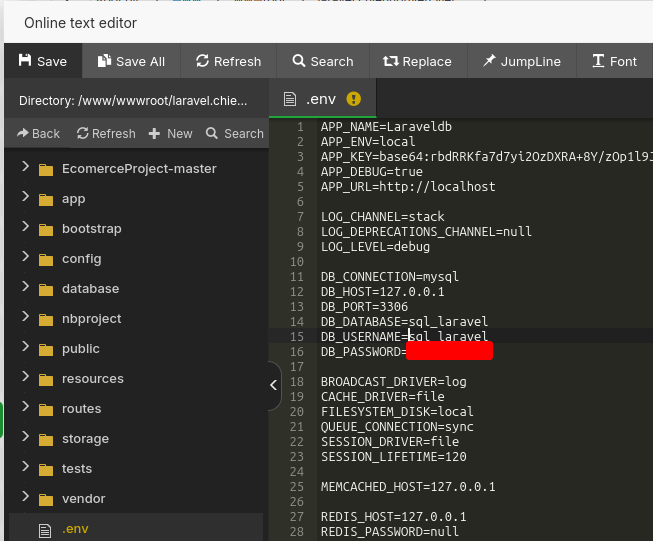 Online text editor
Save
Save All
Refresh
Search
Replace
JumpLine
Font
Directory: /www/wwwroot/laravel.chie...
Back
Refresh
New
Search
EcomerceProject-master
app
bootstrap
config
database
nbproject
public
resources
routes
storage
tests
vendor
.env
.env
1 APP_NAME=Laraveldb
2 APP_ENV=local
3 APP_KEY=base64:rbdRRKfa7d7yi2OzDXRA+8Y/zOp1l9J
4 APP_DEBUG=true
5 APP_URL=http://localhost
6
7 LOG_CHANNEL=stack
8 LOG_DEPRECATIONS_CHANNEL=null
9 LOG_LEVEL=debug
10
11 DB_CONNECTION=mysql
12 DB_HOST=127.0.0.1
13 DB_PORT=3306
14 DB_DATABASE=sql_laravel
15 DB_USERNAME=sql_laravel
16 DB_PASSWORD=
17
18 BROADCAST_DRIVER=log
19 CACHE_DRIVER=file
20 FILESYSTEM_DISK=local
21 QUEUE_CONNECTION=sync
22 SESSION_DRIVER=file
23 SESSION_LIFETIME=120
24
25 MEMCACHED_HOST=127.0.0.1
26
27 REDIS_HOST=127.0.0.1
28 REDIS_PASSWORD=null